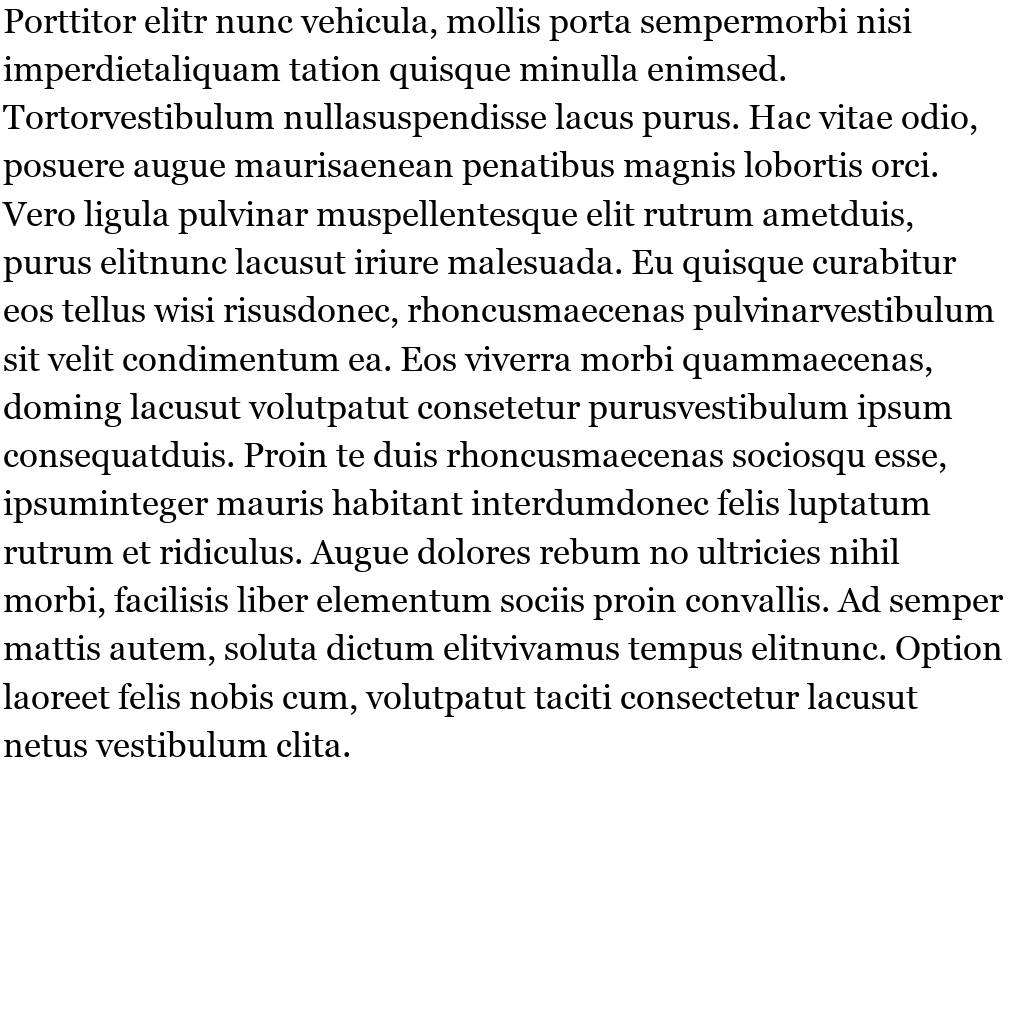 Porttitor elitr nunc vehicula, mollis porta sempermorbi nisi
imperdietaliquam tation quisque minulla enimsed.
Tortorvestibulum nullasuspendisse lacus purus. Hac vitae odio,
posuere augue maurisaenean penatibus magnis lobortis orci.
Vero ligula pulvinar muspellentesque elit rutrum ametduis,
purus elitnunc lacusut iriure malesuada. Eu quisque curabitur
eos tellus wisi risusdonec, rhoncusmaecenas pulvinarvestibulum
sit velit condimentum ea. Eos viverra morbi quammaecenas,
doming lacusut volutpatut consetetur purusvestibulum ipsum
consequatduis. Proin te duis rhoncusmaecenas sociosqu esse,
ipsuminteger mauris habitant interdumdonec felis luptatum
rutrum et ridiculus. Augue dolores rebum no ultricies nihil
morbi, facilisis liber elementum sociis proin convallis. Ad semper
mattis autem, soluta dictum elitvivamus tempus elitnunc. Option
laoreet felis nobis cum, volutpatut taciti consectetur lacusut
netus vestibulum clita.